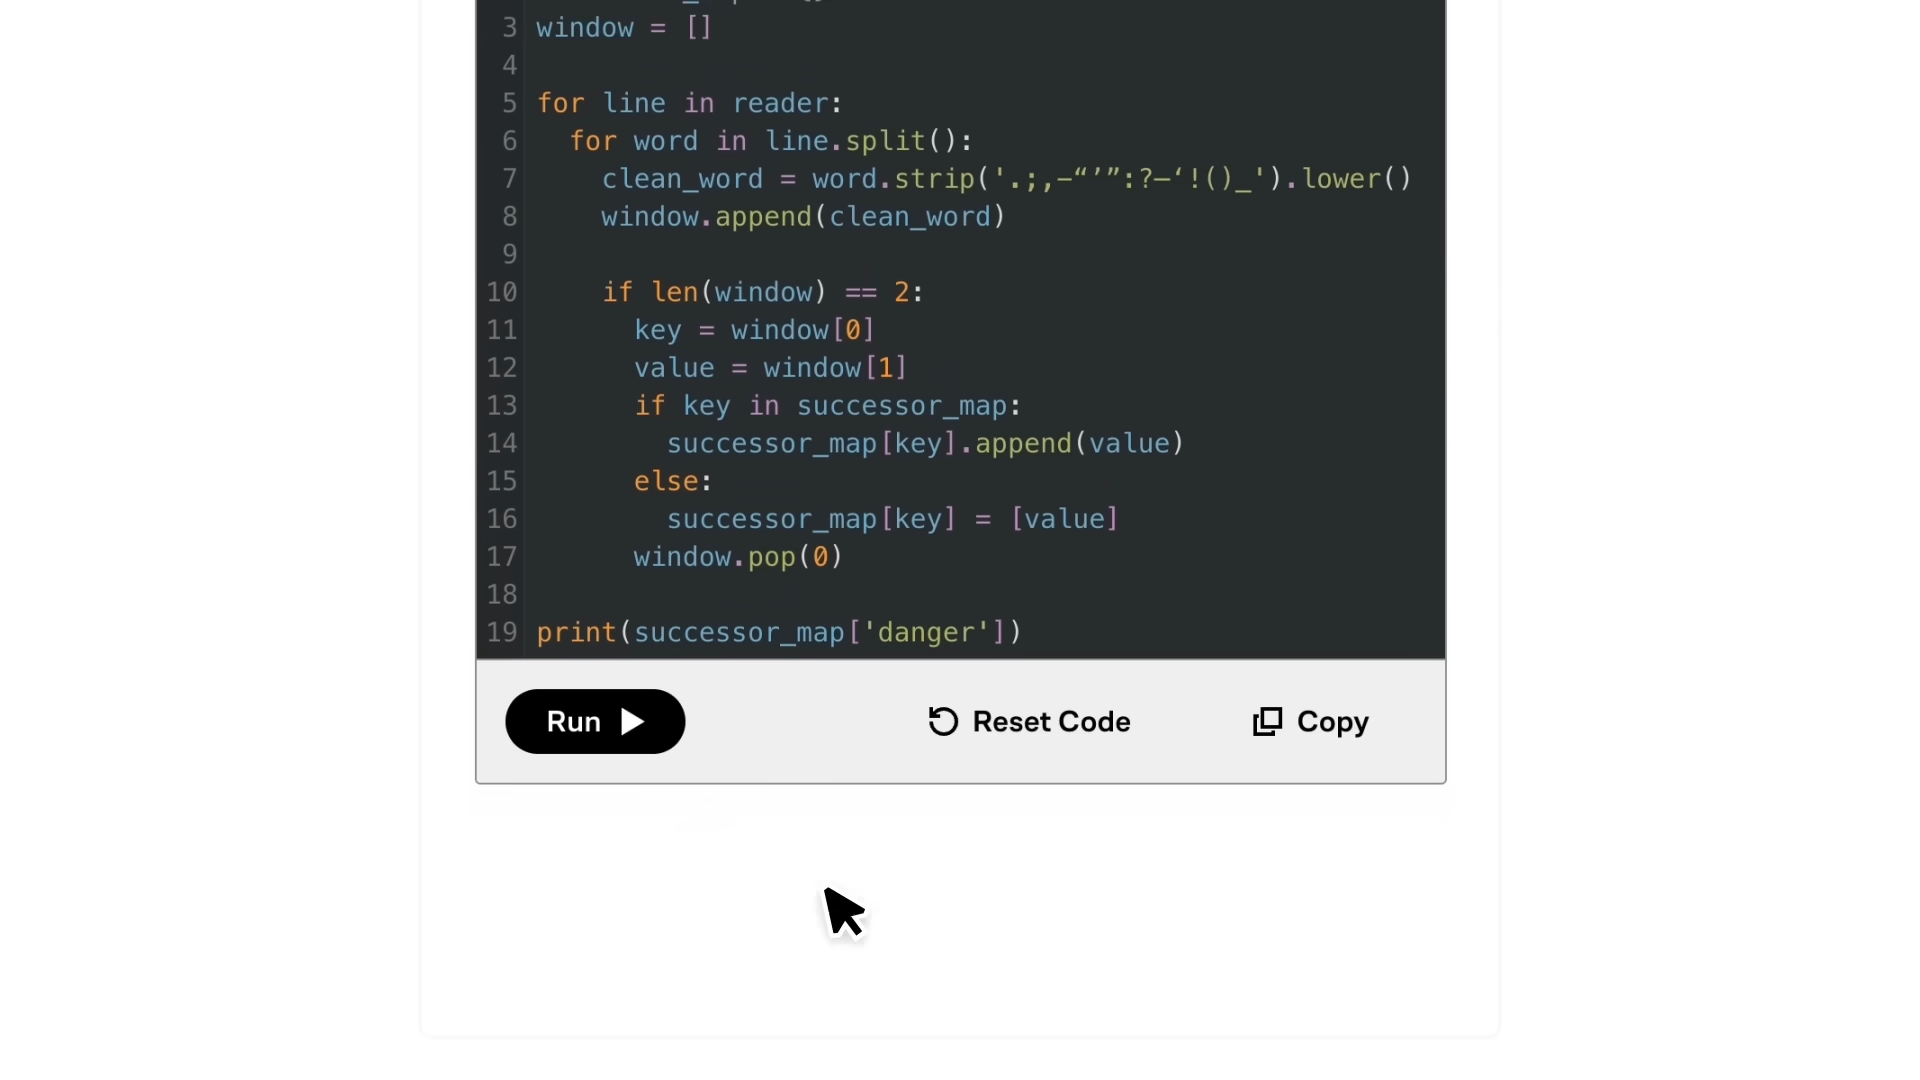 3 window = []
4
5 for line in reader:
6 for word in line.split():
7 clean_word = word.strip('.;,—“’”:?—‘!()_').lower()
8 window.append(clean_word)
9
10 if len(window) == 2:
11 key = window[0]
12 value = window[1]
13 if key in successor_map:
14 successor_map[key].append(value)
15 else:
16 successor_map[key] = [value]
17 window.pop(0)
18
19 print(successor_map['danger'])
Run
Reset Code
Copy